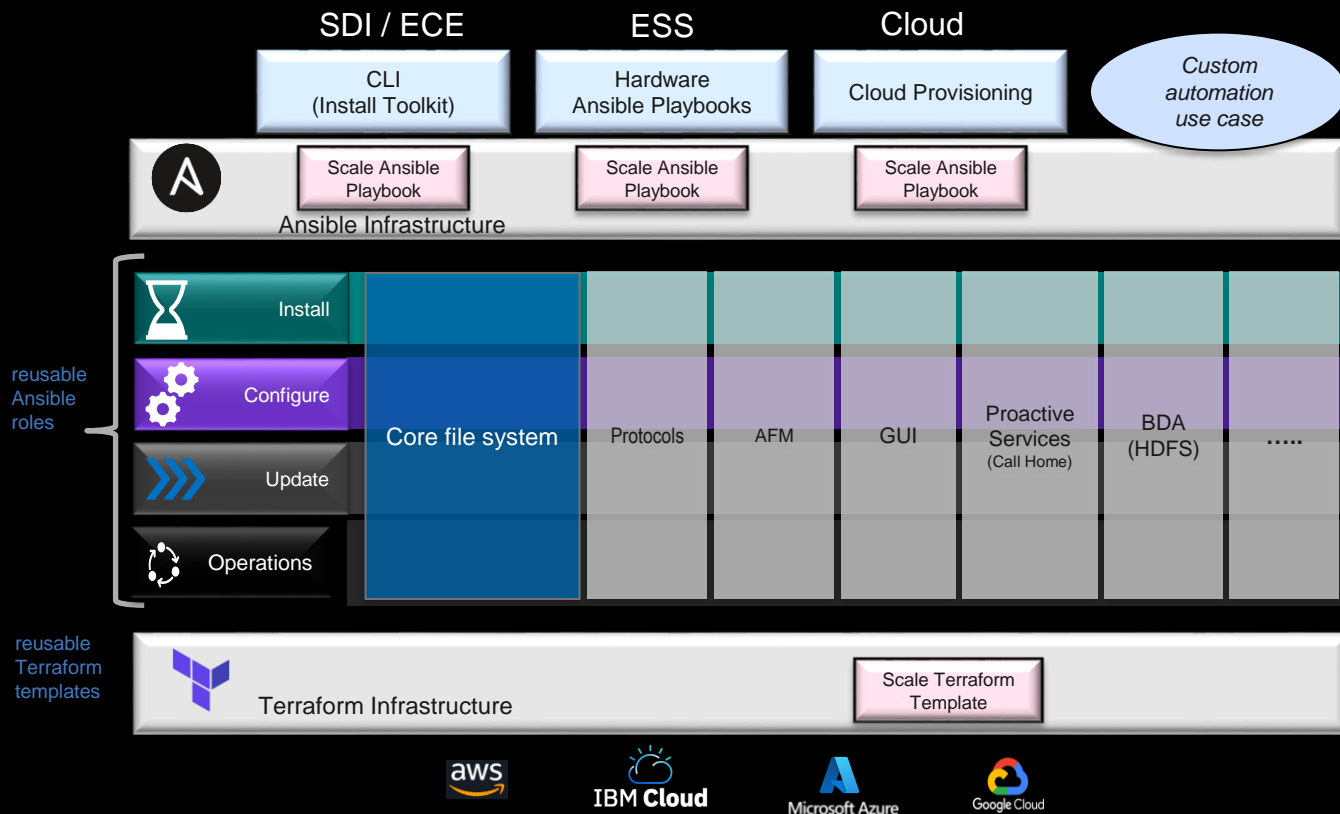 SDI / ECE
ESS
Cloud
CLI
(Install Toolkit)
Hardware
Ansible Playbooks
Cloud Provisioning
Custom
automation
use case
Scale Ansible
Playbook
Scale Ansible
Playbook
Scale Ansible
Playbook
Ansible Infrastructure
reusable
Ansible
roles
Install
Configure
Update
Operations
Core file system
Protocols
AFM
GUI
Proactive
Services
(Call Home)
BDA
(HDFS)
.....
reusable
Terraform
templates
Terraform Infrastructure
Scale Terraform
Template
aws
IBM Cloud
Microsoft Azure
Google Cloud